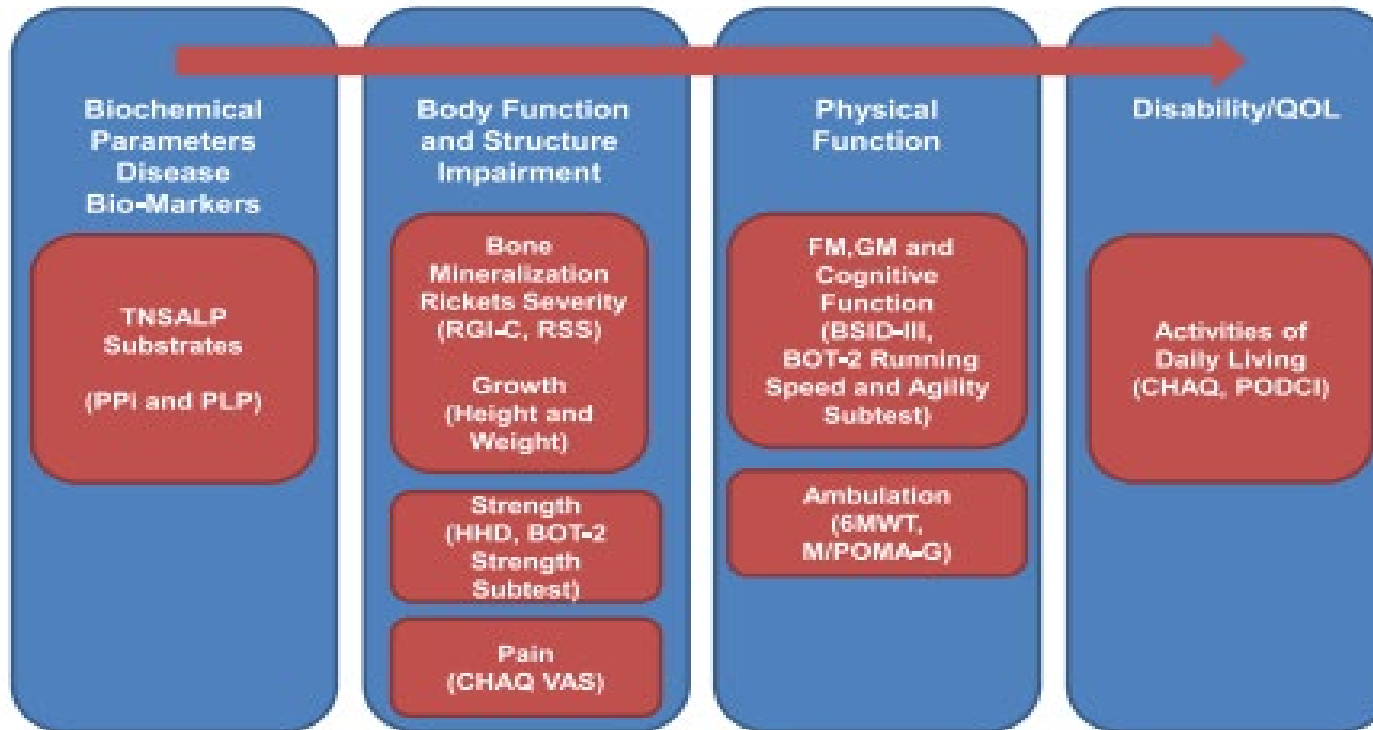 Biochemical
Parameters
Disease
Bio-Markers
TNSALP
Substrates
(PPi and PLP)
Body Function
and Structure
Impairment
Bone
Mineralization
Rickets Severity
(RGI-C, RSS)
Growth
(Height and
Weight)
Strength
(HHD, BOT-2
Strength
Subtest)
Pain
(CHAQ VAS)
Physical
Function
FM,GM and
Cognitive
Function
(BSID-III,
BOT-2 Running
Speed and Agility
Subtest)
Ambulation
(6MWT,
M/POMA-G)
Disability/QOL
Activities of
Daily Living
(CHAQ, PODCI)